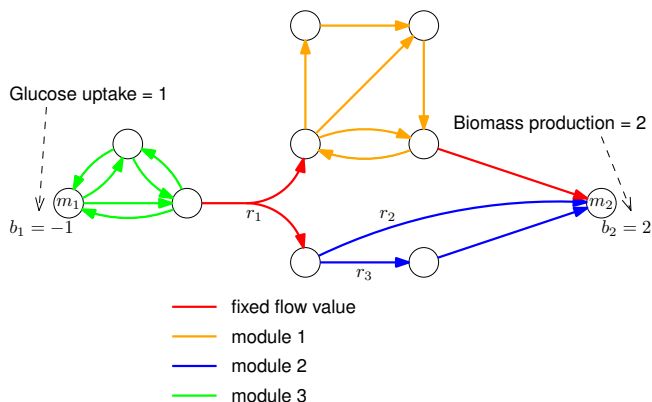 Glucose uptake = 1
Biomass production = 2
m₁
m₂
b₁ = −1
r₁
r₂
b₂ = 2
r₃
fixed flow value
module 1
module 2
module 3